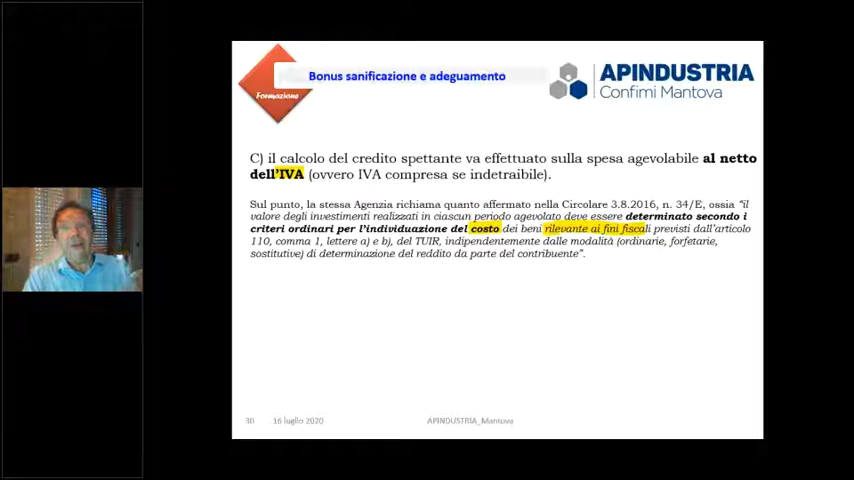 Bonus sanificazione e adeguamento
Formazione
APINDUSTRIA
Confimi Mantova
C) il calcolo del credito spettante va effettuato sulla spesa agevolabile al netto
dell'IVA (ovvero IVA compresa se indetraibile).
Sul punto, la stessa Agenzia richiama quanto affermato nella Circolare 3.8.2016, n. 34/E, ossia "il
valore degli investimenti realizzati in ciascun periodo agevolato deve essere determinato secondo i
criteri ordinari per l'individuazione del costo dei beni rilevante ai fini fiscali previsti dall'articolo
110, comma 1, lettere a) e b), del TUIR, indipendentemente dalle modalità (ordinarie, forfetarie,
sostitutive) di determinazione del reddito da parte del contribuente".
30 16 luglio 2020 APINDUSTRIA_Mantova